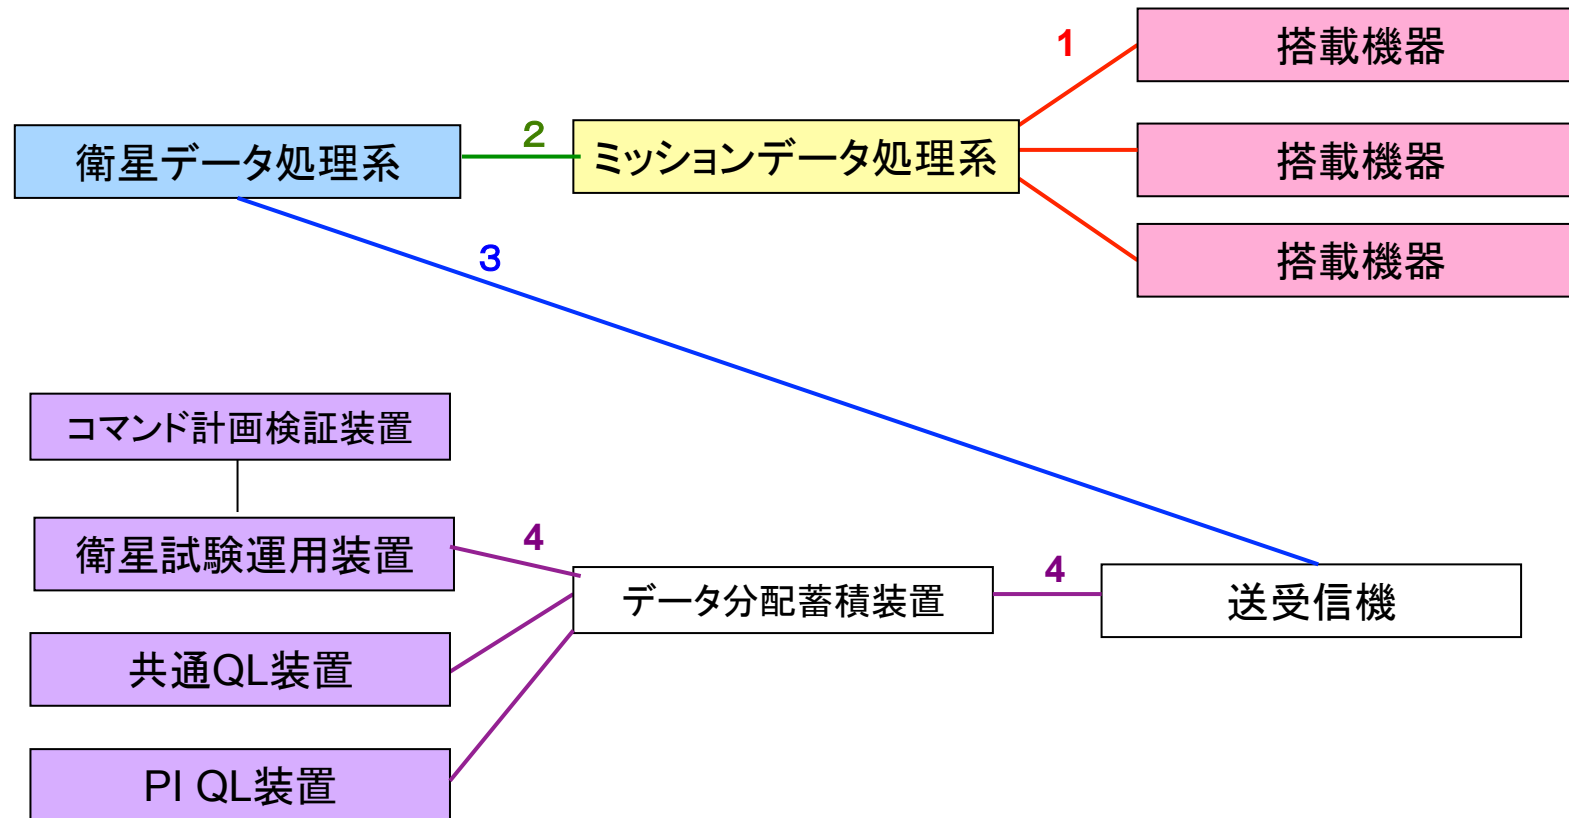 1
搭載機器
2
衛星データ処理系
ミッションデータ処理系
搭載機器
3
搭載機器
コマンド計画検証装置
衛星試験運用装置
4
データ分配蓄積装置
4
送受信機
共通QL装置
PI QL装置